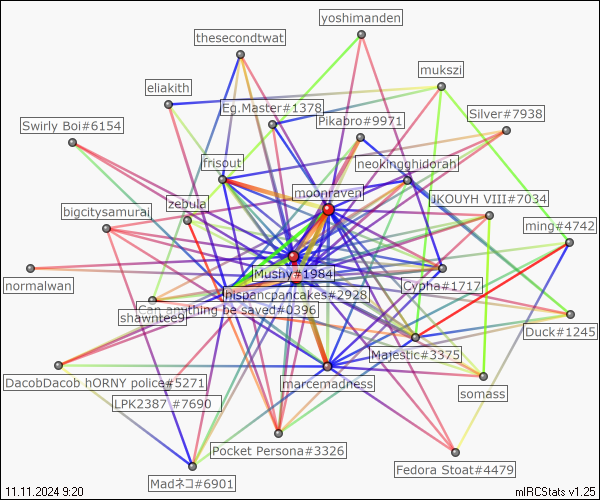 yoshimanden
thesecondtwat
mukszi
eliakith
Eg.Master#1378
Pikabro#9971
Silver#7938
Swirly Boi#6154
frisout
neokingghidorah
moonraven
zebula
JKOUYH VIII#7034
bigcitysamurai
ming#4742
Mushy#1984
normalwan
Cypha#1717
hispancpancakes#2928
Can anything be saved#0396
shawntee9
Duck#1245
Majestic#3375
DacobDacob hORNY police#5271
marcemadness
somass
LPK2387 #7690
Pocket Persona#3326
Fedora Stoat#4479
Madネコ#6901
11.11.2024 9:20
mIRCStats v1.25